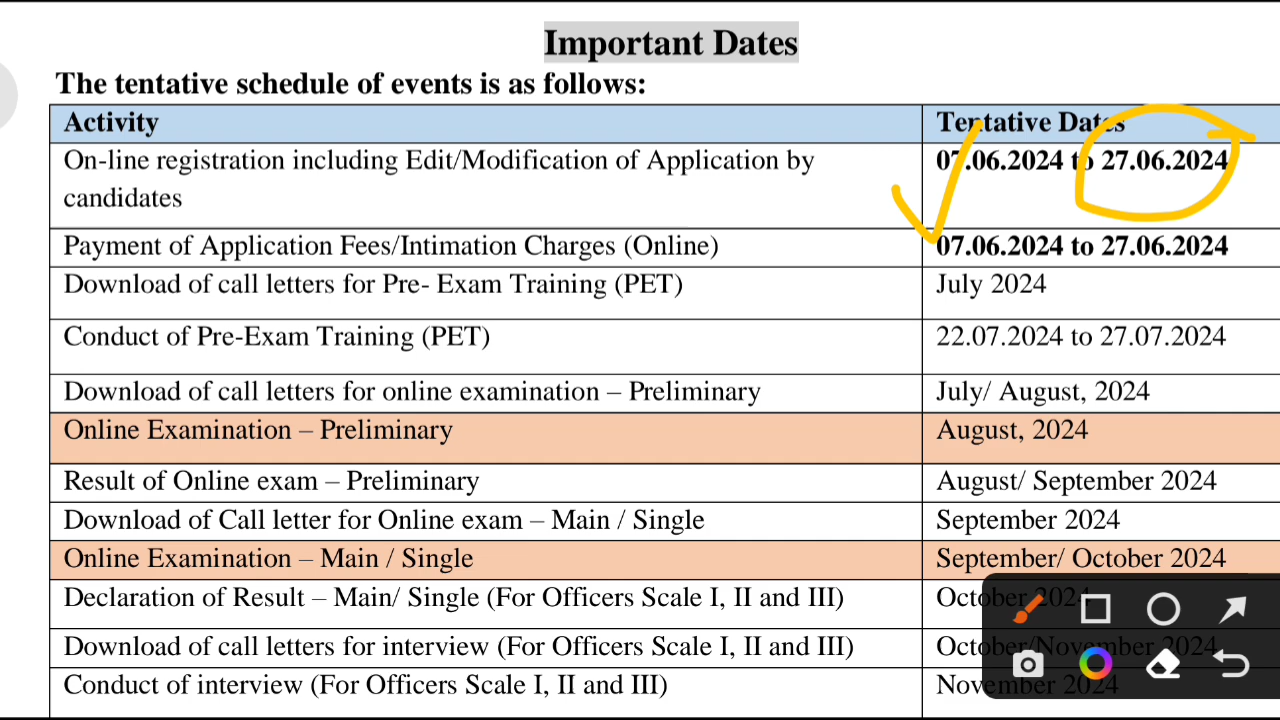 Important Dates
The tentative schedule of events is as follows:
Activity Tentative Dates
On-line registration including Edit/Modification of Application by 07.06.2024 to 27.06.2024
candidates
Payment of Application Fees/Intimation Charges (Online) 07.06.2024 to 27.06.2024
Download of call letters for Pre- Exam Training (PET) July 2024
Conduct of Pre-Exam Training (PET) 22.07.2024 to 27.07.2024
Download of call letters for online examination – Preliminary July/ August, 2024
Online Examination – Preliminary August, 2024
Result of Online exam – Preliminary August/ September 2024
Download of Call letter for Online exam – Main / Single September 2024
Online Examination – Main / Single September/ October 2024
Declaration of Result – Main/ Single (For Officers Scale I, II and III) October 2024
Download of call letters for interview (For Officers Scale I, II and III) October/November 2024
Conduct of interview (For Officers Scale I, II and III) November 2024